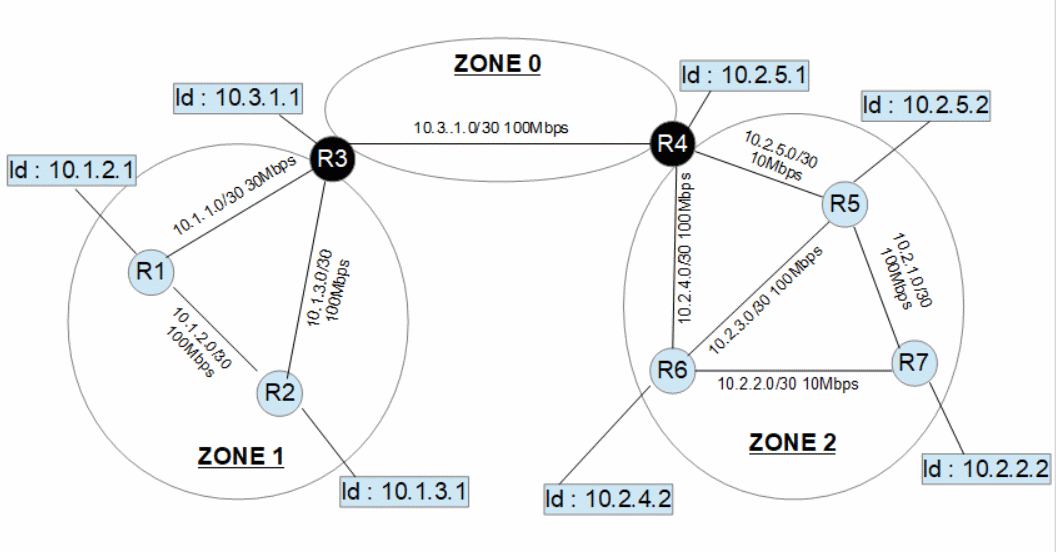 ZONE 0
Id : 10.3.1.1
Id : 10.2.5.1
Id : 10.2.5.2
10.3..1.0/30 100Mbps
R3
R4
10.2.5.0/30
10Mbps
Id : 10.1.2.1
10.1.1.0/30 30Mbps
R5
10.2.4.0/30 100Mbps
R1
10.1.3.0/30
100Mbps
10.2.3.0/30 100Mbps
10.2.1.0/30
100Mbps
10.1.2.0/30
100Mbps
R6
R7
10.2.2.0/30 10Mbps
R2
ZONE 1
ZONE 2
Id : 10.1.3.1
Id : 10.2.4.2
Id : 10.2.2.2